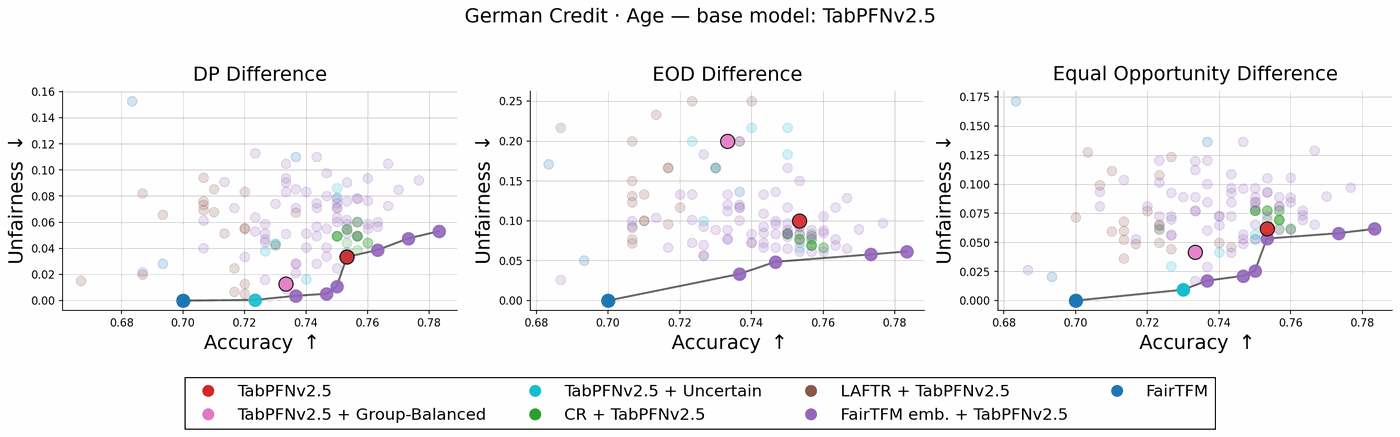 German Credit · Age — base model: TabPFNv2.5
DP Difference
Unfairness ↓
0.16
0.14
0.12
0.10
0.08
0.06
0.04
0.02
0.00
0.68 0.70 0.72 0.74 0.76 0.78
Accuracy ↑
EOD Difference
Unfairness ↓
0.25
0.20
0.15
0.10
0.05
0.00
0.68 0.70 0.72 0.74 0.76 0.78
Accuracy ↑
Equal Opportunity Difference
Unfairness ↓
0.175
0.150
0.125
0.100
0.075
0.050
0.025
0.000
0.68 0.70 0.72 0.74 0.76 0.78
Accuracy ↑
TabPFNv2.5
TabPFNv2.5 + Group-Balanced
TabPFNv2.5 + Uncertain
CR + TabPFNv2.5
LAFTR + TabPFNv2.5
FairTFM emb. + TabPFNv2.5
FairTFM